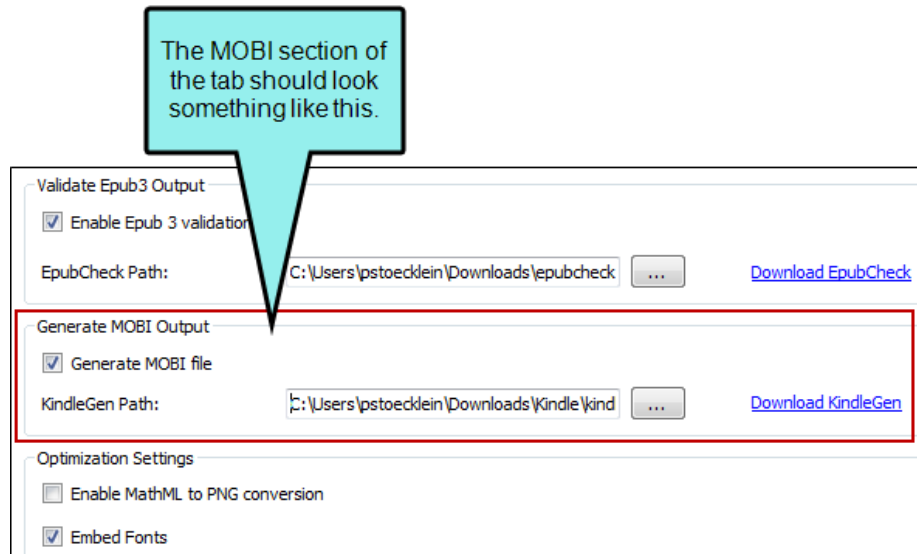 The MOBI section of
the tab should look
something like this.
Validate Epub3 Output
Enable Epub 3 validation
EpubCheck Path: C:\Users\pstoecklein\Downloads\epubcheck ... Download EpubCheck
Generate MOBI Output
Generate MOBI file
KindleGen Path: C:\Users\pstoecklein\Downloads\Kindle\kind ... Download KindleGen
Optimization Settings
Enable MathML to PNG conversion
Embed Fonts